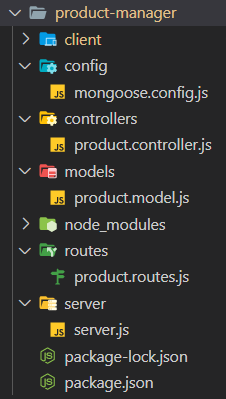 product-manager
client
config
mongoose.config.js
controllers
product.controller.js
models
product.model.js
node_modules
routes
product.routes.js
server
server.js
package-lock.json
package.json